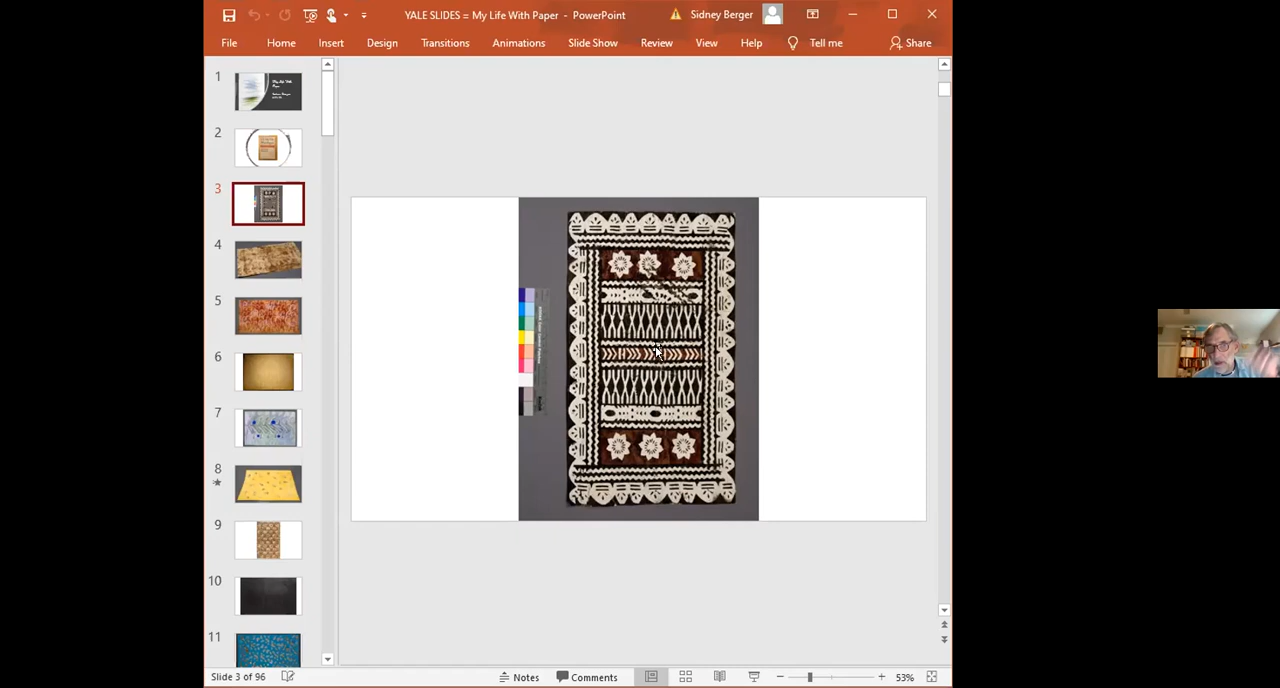 YALE SLIDES = My Life With Paper - PowerPoint
Sidney Berger
File Home Insert Design Transitions Animations Slide Show Review View Help Tell me Share
1
2
3
4
5
6
7
8
9
10
11
Slide 3 of 96
Notes
Comments
53%